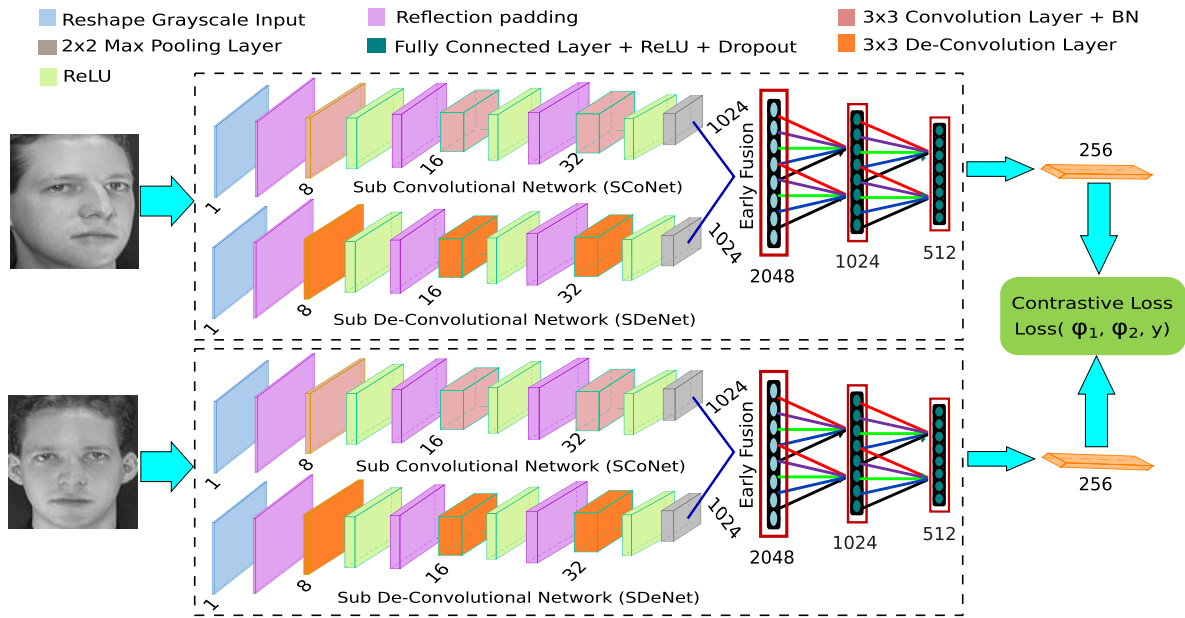 Reshape Grayscale Input
Reflection padding
3x3 Convolution Layer + BN
2x2 Max Pooling Layer
Fully Connected Layer + ReLU + Dropout
3x3 De-Convolution Layer
ReLU
1
8
16
32
1024
Sub Convolutional Network (SCoNet)
1
8
16
32
1024
Sub De-Convolutional Network (SDeNet)
Early Fusion
2048
1024
512
256
Contrastive Loss
Loss( φ1, φ2, y)
1
8
16
32
1024
Sub Convolutional Network (SCoNet)
1
8
16
32
1024
Sub De-Convolutional Network (SDeNet)
Early Fusion
2048
1024
512
256